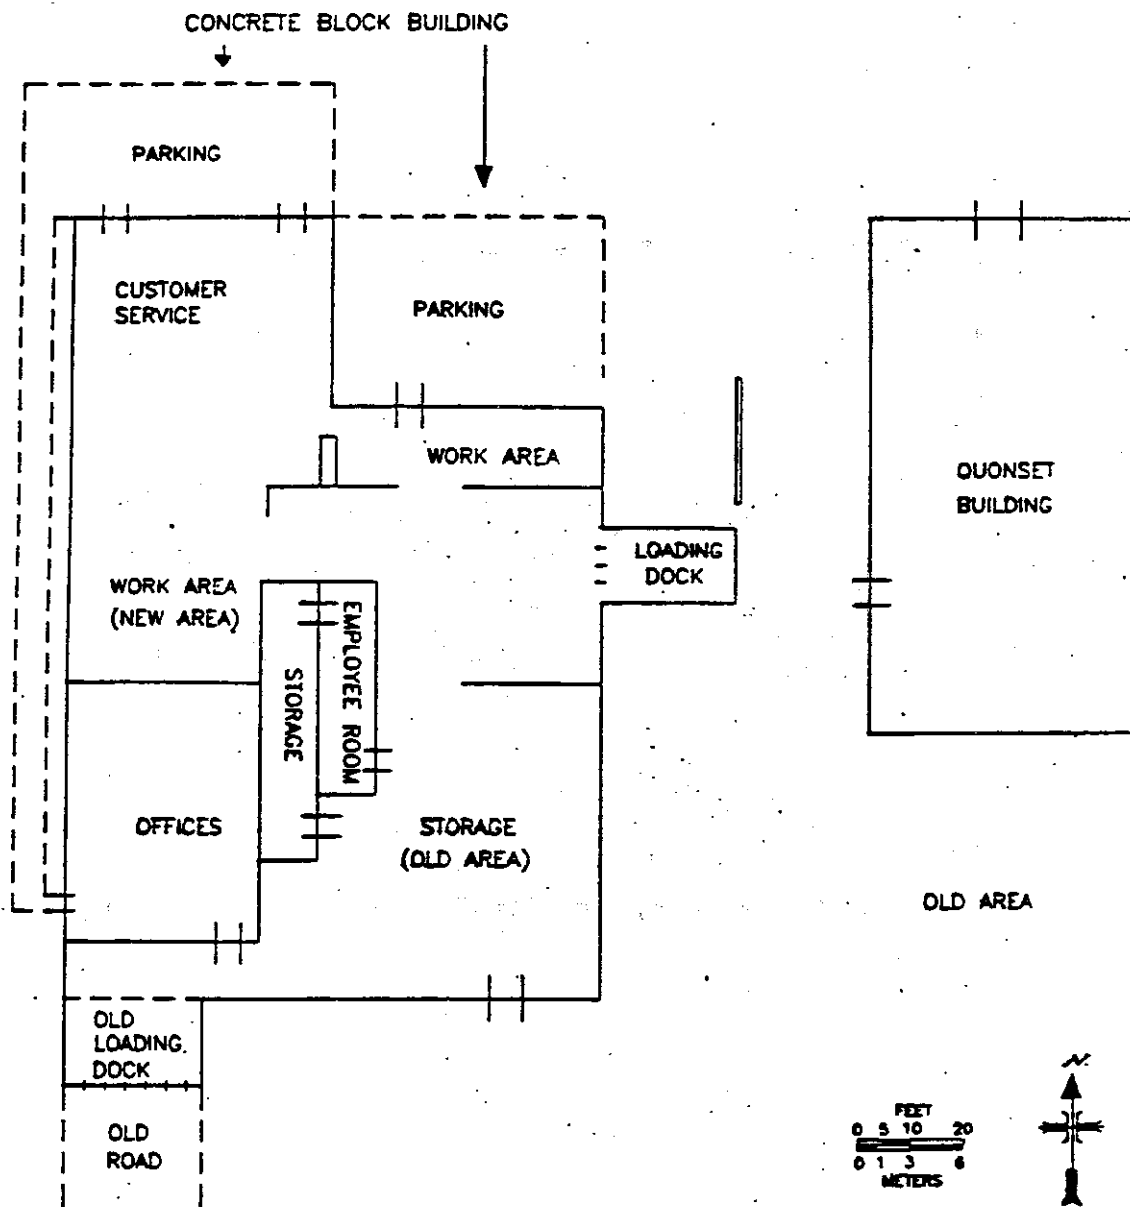 CONCRETE BLOCK BUILDING
PARKING
CUSTOMER
SERVICE
PARKING
WORK AREA
QUONSET
BUILDING
LOADING
DOCK
WORK AREA
(NEW AREA)
EMPLOYEE ROOM
STORAGE
OFFICES
STORAGE
(OLD AREA)
OLD AREA
OLD
LOADING
DOCK
OLD
ROAD
N
FEET
0 5 10 20
0 1 3 6
METERS